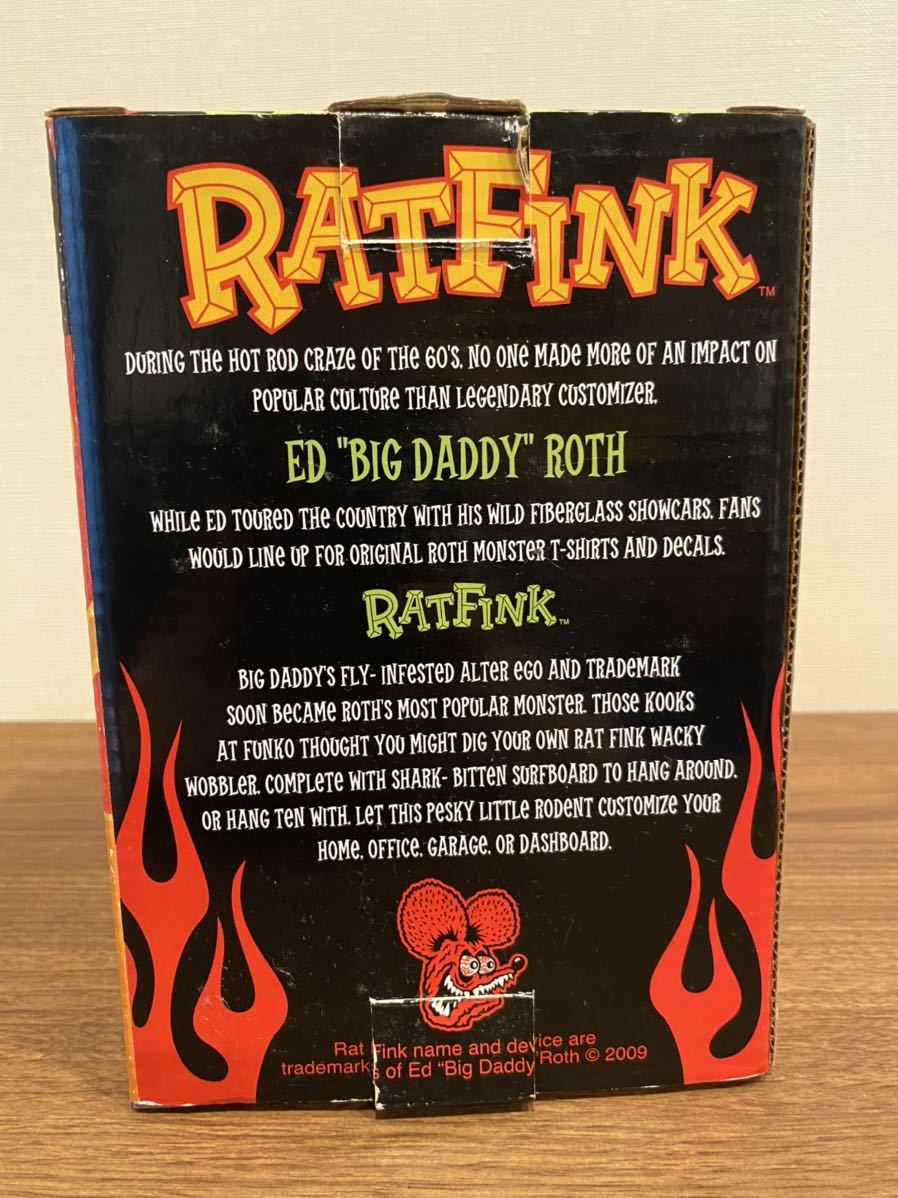 RATFINK™
DURING THE HOT ROD CRAZE OF THE 60'S, NO ONE MADE MORE OF AN IMPACT ON
POPULAR CULTURE THAN LEGENDARY CUSTOMIZER,
ED "BIG DADDY" ROTH
WHILE ED TOURED THE COUNTRY WITH HIS WILD FIBERGLASS SHOWCARS, FANS
WOULD LINE UP FOR ORIGINAL ROTH MONSTER T-SHIRTS AND DECALS.
RATFINK™
BIG DADDY'S FLY- INFESTED ALTER EGO AND TRADEMARK
SOON BECAME ROTH'S MOST POPULAR MONSTER. THOSE KOOKS
AT FUNKO THOUGHT YOU MIGHT DIG YOUR OWN RAT FINK WACKY
WOBBLER, COMPLETE WITH SHARK- BITTEN SURFBOARD TO HANG AROUND,
OR HANG TEN WITH. LET THIS PESKY LITTLE RODENT CUSTOMIZE YOUR
HOME, OFFICE, GARAGE, OR DASHBOARD.
Rat Fink name and device are
trademarks of Ed "Big Daddy" Roth © 2009